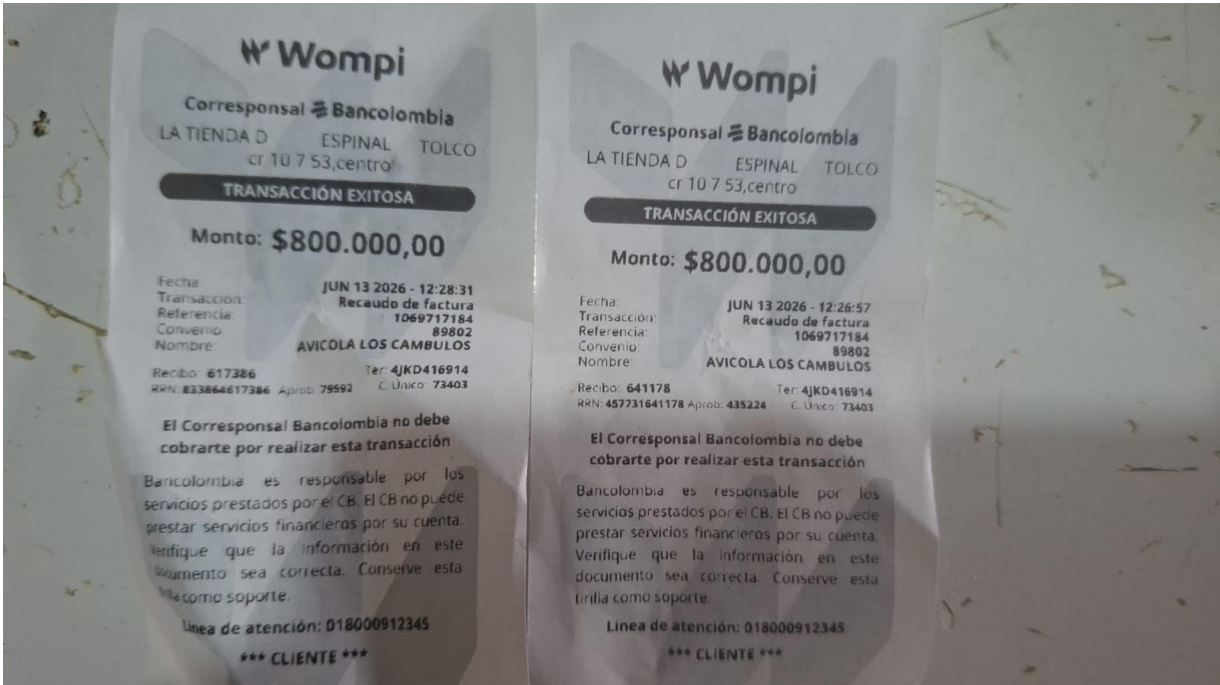 Wompi
Corresponsal Bancolombia
LA TIENDA D ESPINAL TOLCO
cr 10 7 53,centro
TRANSACCIÓN EXITOSA
Monto: $800.000,00
Fecha: JUN 13 2026 - 12:28:31
Transacción: Recaudo de factura
Referencia: 1069717184
Convenio 89802
Nombre: AVICOLA LOS CAMBULOS
Recibo: 617386 Ter: 4JKD416914
RRN: 833864617386 Aprob: 79592 C. Único: 73403
El Corresponsal Bancolombia no debe
cobrarte por realizar esta transacción
Bancolombia es responsable por los
servicios prestados por el CB. El CB no puede
prestar servicios financieros por su cuenta.
Verifique que la información en este
documento sea correcta. Conserve esta
tirilla como soporte.
Línea de atención: 018000912345
*** CLIENTE ***
Wompi
Corresponsal Bancolombia
LA TIENDA D ESPINAL TOLCO
cr 10 7 53,centro
TRANSACCIÓN EXITOSA
Monto: $800.000,00
Fecha: JUN 13 2026 - 12:26:57
Transacción: Recaudo de factura
Referencia: 1069717184
Convenio: 89802
Nombre: AVICOLA LOS CAMBULOS
Recibo: 641178 Ter: 4JKD416914
RRN: 457731641178 Aprob: 435224 C. Único: 73403
El Corresponsal Bancolombia no debe
cobrarte por realizar esta transacción
Bancolombia es responsable por los
servicios prestados por el CB. El CB no puede
prestar servicios financieros por su cuenta.
Verifique que la información en este
documento sea correcta. Conserve esta
tirilla como soporte.
Línea de atención: 018000912345
*** CLIENTE ***